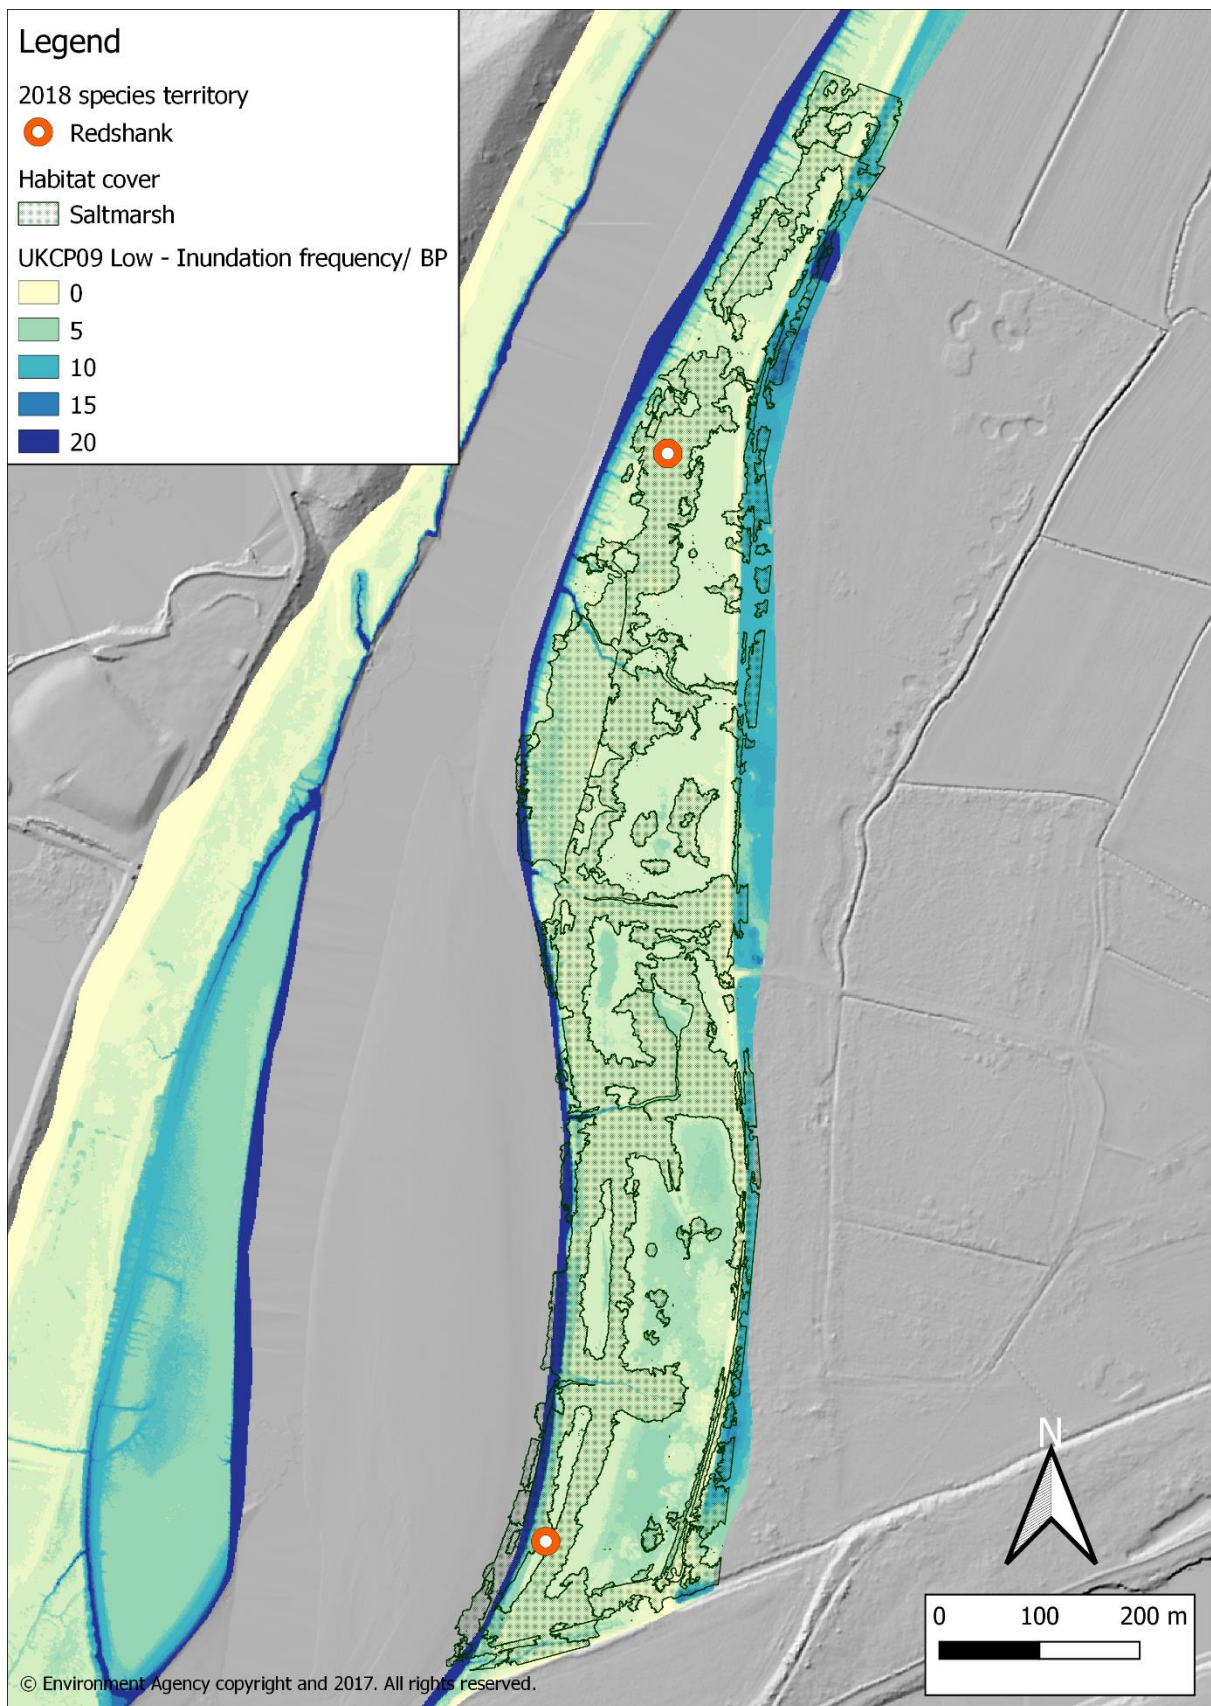 Legend
2018 species territory
Redshank
Habitat cover
Saltmarsh
UKCP09 Low - Inundation frequency/ BP
0
5
10
15
20
N
0 100 200 m
© Environment Agency copyright and 2017. All rights reserved.